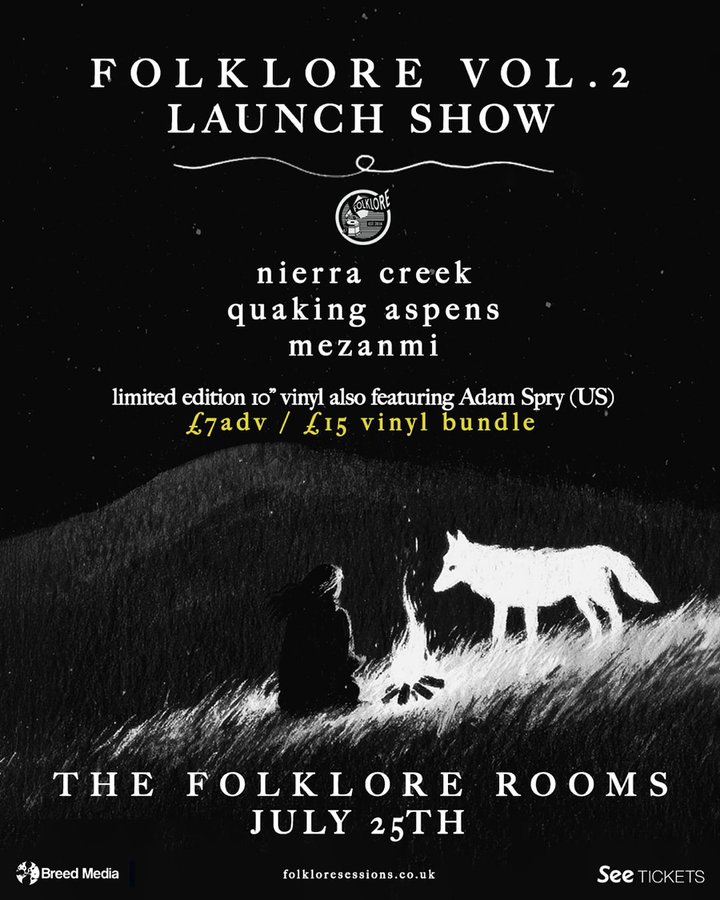 FOLKLORE VOL.2
LAUNCH SHOW
FOLKLORE
nierra creek
quaking aspens
mezanmi
limited edition 10” vinyl also featuring Adam Spry (US)
£7adv / £15 vinyl bundle
THE FOLKLORE ROOMS
JULY 25TH
Breed Media
folkloresessions.co.uk
See TICKETS